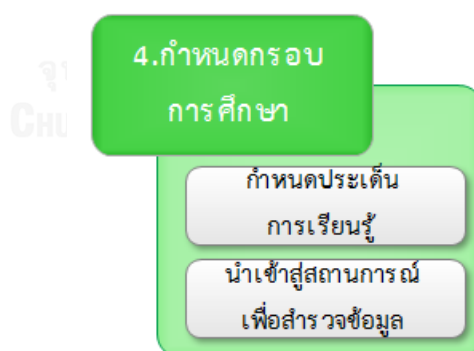 4.กำหนดกรอบ
การศึกษา
กำหนดประเด็น
การเรียนรู้
นำเข้าสู่สถานการณ์
เพื่อสำรวจข้อมูล